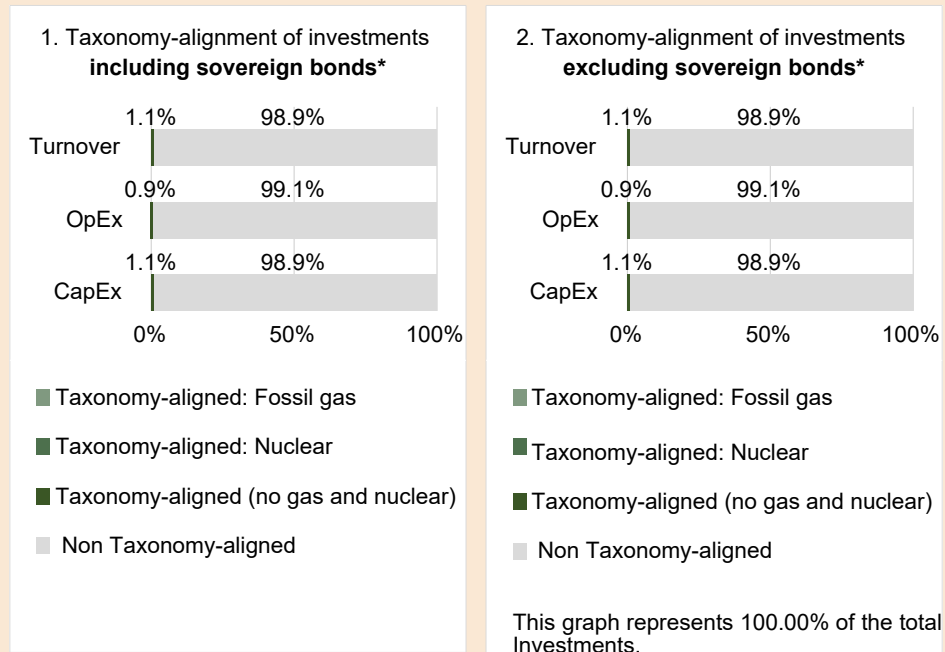 1. Taxonomy-alignment of investments
including sovereign bonds*
1.1% 98.9%
Turnover
0.9% 99.1%
OpEx
1.1% 98.9%
CapEx
0% 50% 100%
Taxonomy-aligned: Fossil gas
Taxonomy-aligned: Nuclear
Taxonomy-aligned (no gas and nuclear)
Non Taxonomy-aligned
2. Taxonomy-alignment of investments
excluding sovereign bonds*
1.1% 98.9%
Turnover
0.9% 99.1%
OpEx
1.1% 98.9%
CapEx
0% 50% 100%
Taxonomy-aligned: Fossil gas
Taxonomy-aligned: Nuclear
Taxonomy-aligned (no gas and nuclear)
Non Taxonomy-aligned
This graph represents 100.00% of the total
Investments.